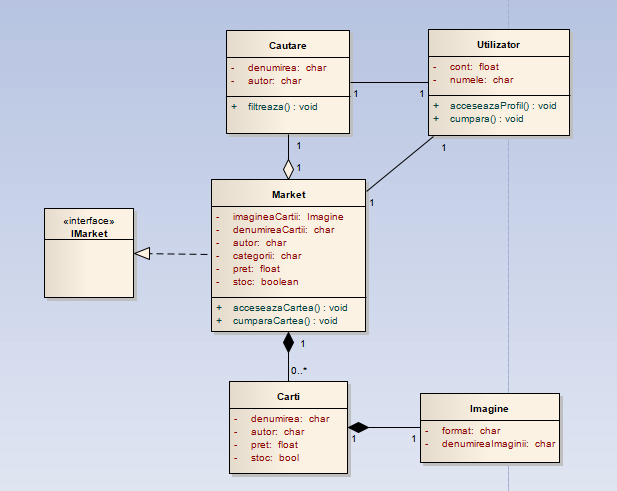 Cautare
- denumirea: char
- autor: char
+ filtreaza() : void
Utilizator
- cont: float
- numele: char
+ acceseazaProfil() : void
+ cumpara() : void
1
1
1
1
1
1
Market
- imagineaCartii: Imagine
- denumireaCartii: char
- autor: char
- categorii: char
- pret: float
- stoc: boolean
+ acceseazaCartea() : void
+ cumparaCartea() : void
«interface»
IMarket
1
0..*
Carti
- denumirea: char
- autor: char
- pret: float
- stoc: bool
1
1
Imagine
- format: char
- denumireaImaginii: char